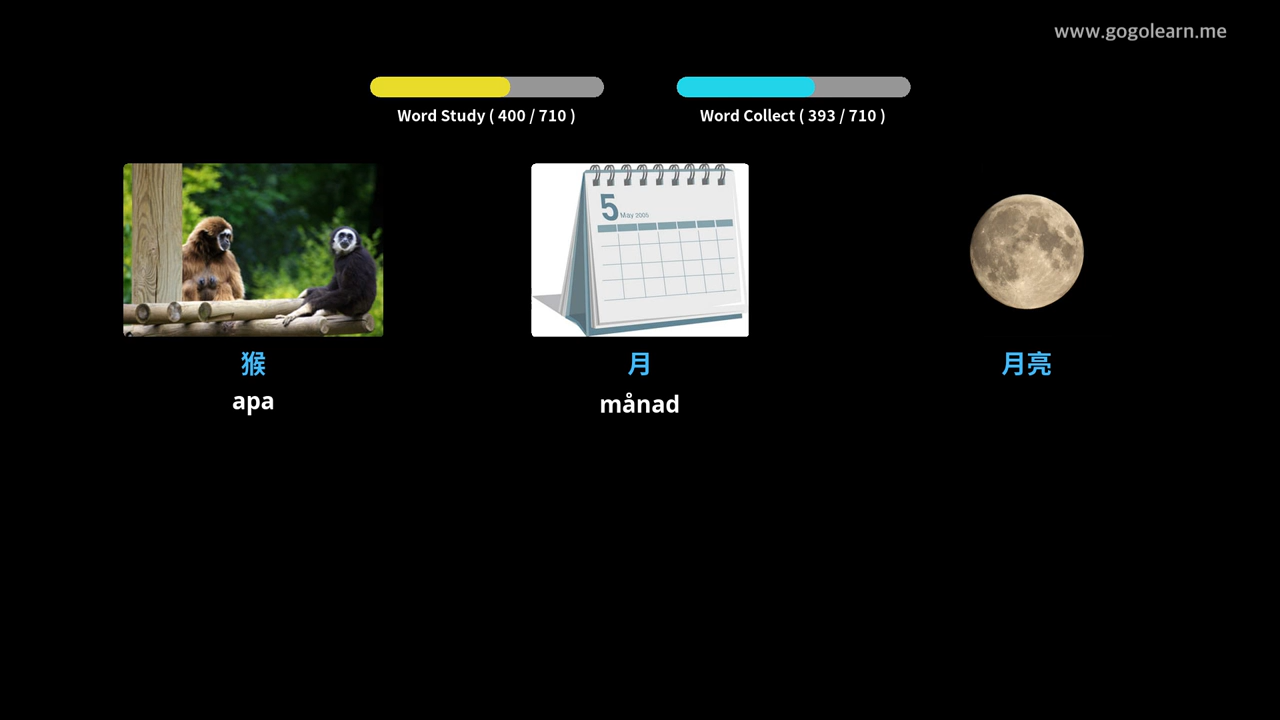 www.gogolearn.me
Word Study ( 400 / 710 )
Word Collect ( 393 / 710 )
5 May 2005
猴
月
月亮
apa
månad